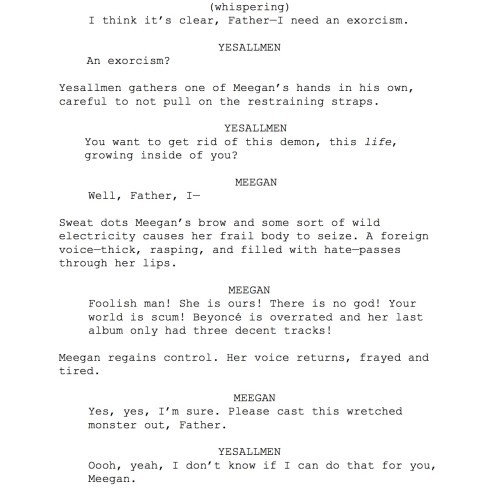 (whispering)
I think it’s clear, Father—I need an exorcism.
YESALLMEN
An exorcism?
Yesallmen gathers one of Meegan’s hands in his own,
careful to not pull on the restraining straps.
YESALLMEN
You want to get rid of this demon, this life,
growing inside of you?
MEEGAN
Well, Father, I—
Sweat dots Meegan’s brow and some sort of wild
electricity causes her frail body to seize. A foreign
voice—thick, rasping, and filled with hate—passes
through her lips.
MEEGAN
Foolish man! She is ours! There is no god! Your
world is scum! Beyoncé is overrated and her last
album only had three decent tracks!
Meegan regains control. Her voice returns, frayed and
tired.
MEEGAN
Yes, yes, I’m sure. Please cast this wretched
monster out, Father.
YESALLMEN
Oooh, yeah, I don’t know if I can do that for you,
Meegan.